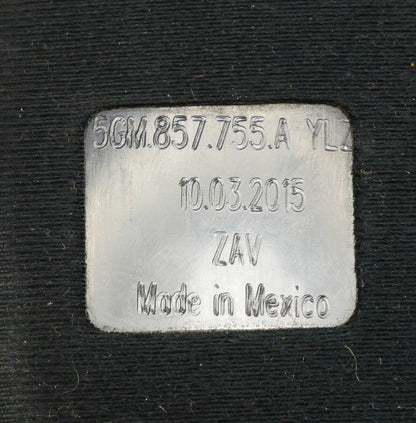 5GM.857.755.A YLZ
10.03.2015
ZAV
Made in Mexico